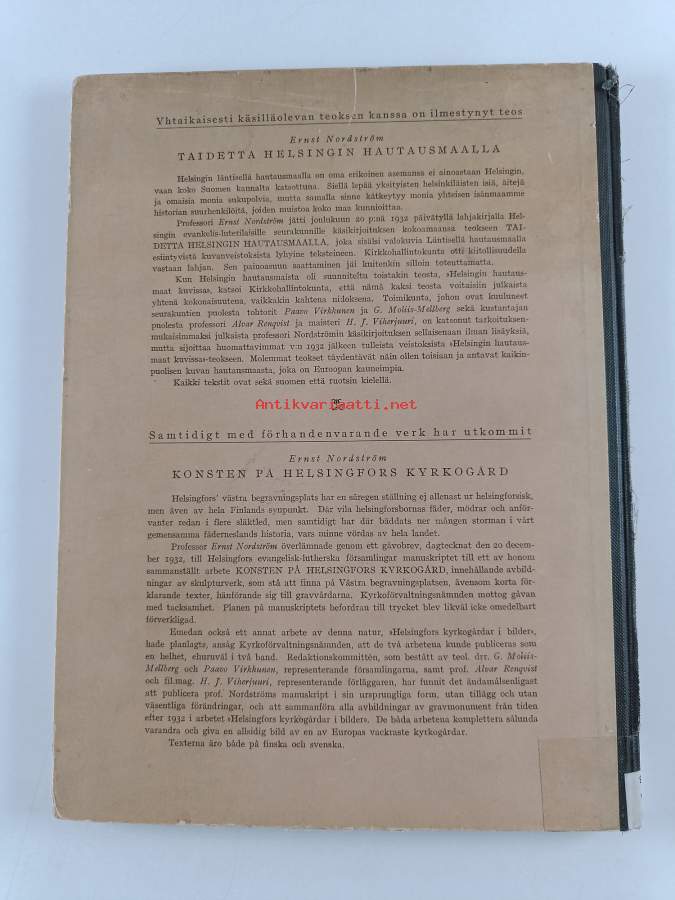 Yhtaikaisesti käsilläolevan teoksen kanssa on ilmestynyt teos
Ernst Nordström
TAIDETTA HELSINGIN HAUTAUSMAALLA
Helsingin läntisellä hautausmaalla on oma erikoinen asemansa ei ainoastaan Helsingin,
vaan koko Suomen kannalta katsottuna. Siellä lepää yksityisten helsinkiläisten isiä, äitejä
ja omaisia monia sukupolvia, mutta samalla sinne kätkeytyy monia yhteisen isänmaamme
historian suurhenkilöitä, joiden muistoa koko maa kunnioittaa.
Professori Ernst Nordström jätti joulukuun 20 p:nä 1932 päivätyllä lahjakirjalla Hel-
singin evankelis-luterilaisille seurakunnille käsikirjoituksen kokoamaansa teokseen TAI-
DETTA HELSINGIN HAUTAUSMAALLA, joka sisälsi valokuvia Läntisellä hautausmaalla
esiintyvistä kuvanveistoksista lyhyine teksteineen. Kirkkohallintokunta otti kiitollisuudella
vastaan lahjan. Sen painoasuun saattaminen jäi kuitenkin silloin toteuttamatta.
Kun Helsingin hautausmaista oli suunniteltu toistakin teosta, »Helsingin hautaus-
maat kuvissa», katsoi Kirkkohallintokunta, että nämä kaksi teosta voitaisiin julkaista
yhtenä kokonaisuutena, vaikkakin kahtena nidoksena. Toimikunta, johon ovat kuuluneet
seurakuntien puolesta tohtorit Paavo Virkkunen ja G. Moliis-Mellberg sekä kustantajan
puolesta professori Alvar Renqvist ja maisteri H. J. Viherjuuri, on katsonut tarkoituksen-
mukaisimmaksi julkaista professori Nordströmin käsikirjoituksen sellaisenaan ilman lisäyksiä,
mutta sijoittaa huomattavimmat v:n 1932 jälkeen tulleista veistoksista »Helsingin hautaus-
maat kuvissa»-teokseen. Molemmat teokset täydentävät näin ollen toisiaan ja antavat kaikin-
puolisen kuvan hautausmaasta, joka on Euroopan kauneimpia.
Kaikki tekstit ovat sekä suomen että ruotsin kielellä.
Antikvariaatti.net
Samtidigt med förhandenvarande verk har utkommit
Ernst Nordström
KONSTEN PÅ HELSINGFORS KYRKOGÅRD
Helsingfors' västra begravningsplats har en säregen ställning ej allenast ur helsingforsisk,
men även av hela Finlands synpunkt. Där vila helsingforsbornas fäder, mödrar och anför-
vanter redan i flere släktled, men samtidigt har där bäddats ner mången storman i vårt
gemensamma fäderneslands historia, vars minne vördas av hela landet.
Professor Ernst Nordström överlämnade genom ett gåvobrev, dagtecknat den 20 decem-
ber 1932, till Helsingfors evangelisk-lutherska församlingar manuskriptet till ett av honom
sammanställt arbete KONSTEN PÅ HELSINGFORS KYRKOGÅRD, innehållande avbild-
ningar av skulpturverk, som stå att finna på Västra begravningsplatsen, ävensom korta för-
klarande texter, hänförande sig till gravvårdarna. Kyrkoförvaltningsnämnden mottog gåvan
med tacksamhet. Planen på manuskriptets befordran till trycket blev likväl icke omedelbart
förverkligad.
Emedan också ett annat arbete av denna natur, »Helsingfors kyrkogårdar i bilder»,
hade planlagts, ansåg Kyrkoförvaltningsnämnden, att de två arbetena kunde publiceras som
en helhet, ehuruväl i två band. Redaktionskommittén, som bestått av teol. drr. G. Moliis-
Mellberg och Paavo Virkkunen, representerande församlingarna, samt prof. Alvar Renqvist
och fil.mag. H. J. Viherjuuri, representerande förläggaren, har funnit det ändamålsenligast
att publicera prof. Nordströms manuskript i sin ursprungliga form, utan tillägg och utan
väsentliga förändringar, och att sammanföra alla avbildningar av gravmonument från tiden
efter 1932 i arbetet »Helsingfors kyrkogårdar i bilder». De båda arbetena komplettera sålunda
varandra och giva en allsidig bild av en av Europas vackraste kyrkogårdar.
Texterna äro både på finska och svenska.